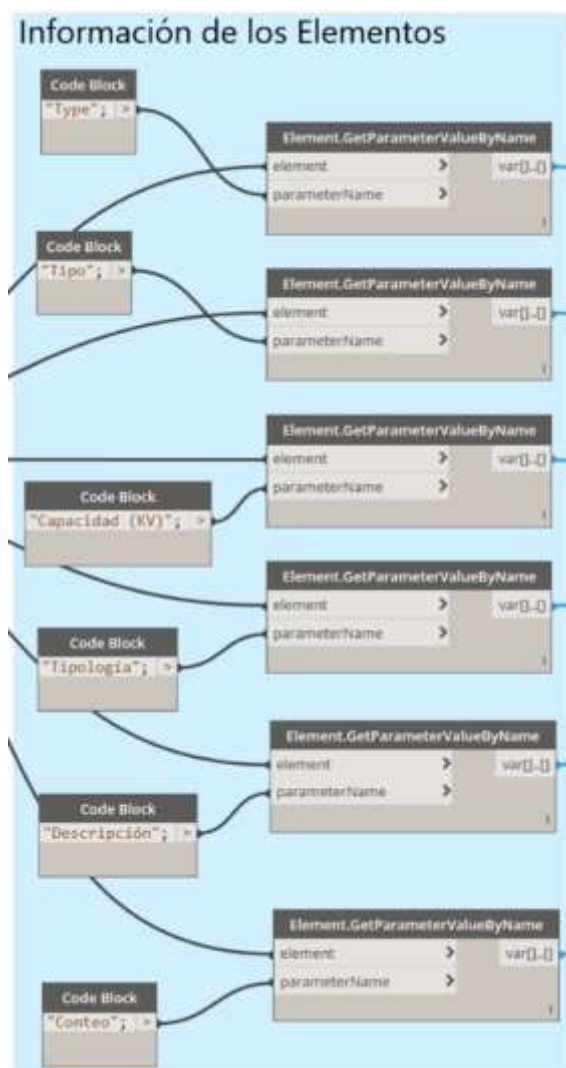 Información de los Elementos
Code Block
"Type"; >
Element.GetParameterValueByName
element > var[]..[]
parameterName >
Code Block
"Tipo"; >
Element.GetParameterValueByName
element > var[]..[]
parameterName >
Element.GetParameterValueByName
element > var[]..[]
parameterName >
Code Block
"Capacidad (KV)"; >
Element.GetParameterValueByName
element > var[]..[]
parameterName >
Code Block
"Tipología"; >
Element.GetParameterValueByName
element > var[]..[]
parameterName >
Code Block
"Descripción"; >
Element.GetParameterValueByName
element > var[]..[]
parameterName >
Code Block
"Conteo"; >